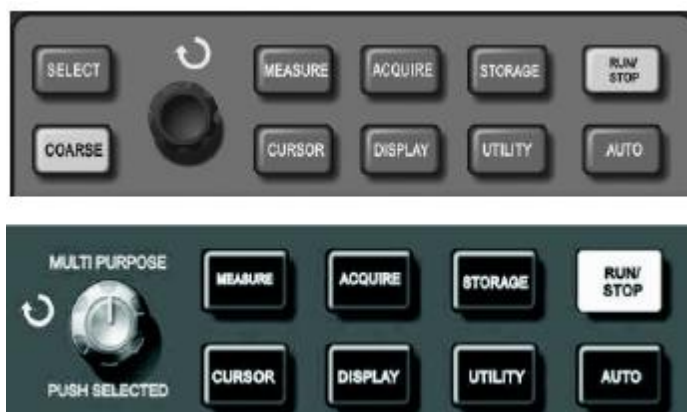 SELECT
MEASURE ACQUIRE STORAGE RUN/
STOP
COARSE CURSOR DISPLAY UTILITY AUTO
MULTI PURPOSE
MEASURE ACQUIRE STORAGE RUN/
STOP
PUSH SELECTED
CURSOR DISPLAY UTILITY AUTO